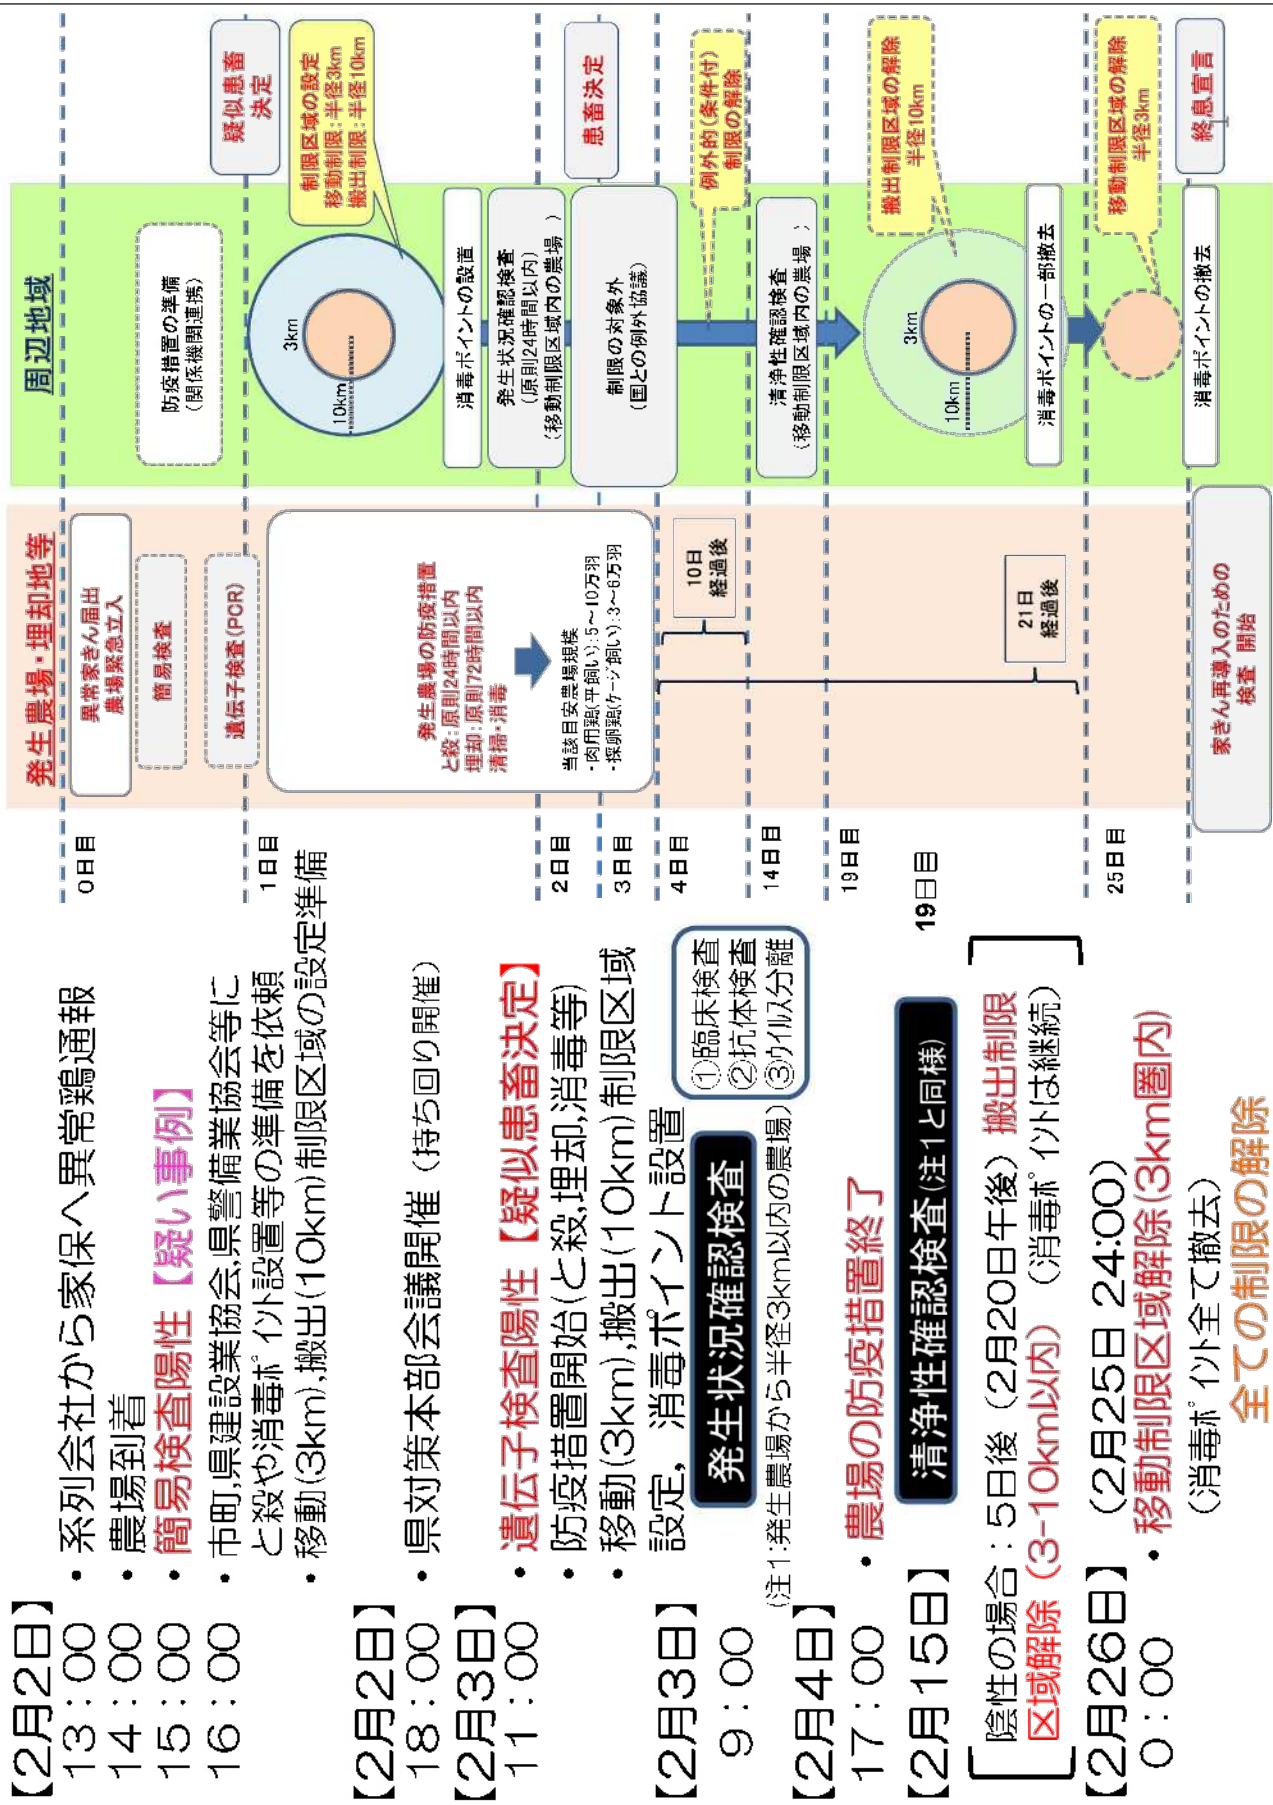 【2月2日】
13:00
・系列会社から家保へ異常鶏通報
14:00
・農場到着
15:00
・簡易検査陽性【疑い事例】
16:00
・市町,県建設業協会,県警備業協会等に
と殺や消毒ﾎﾟｲﾝﾄ設置等の準備を依頼
・移動(3km),搬出(10km)制限区域の設定準備
【2月2日】
18:00
・県対策本部会議開催（持ち回り開催）
【2月3日】
11:00
・遺伝子検査陽性【疑似患畜決定】
・防疫措置開始(と殺,埋却,消毒等)
・移動(3km),搬出(10km)制限区域
設定，消毒ポイント設置
【2月3日】
9:00
発生状況確認検査
①臨床検査
②抗体検査
③ｳｲﾙｽ分離
(注1:発生農場から半径3km以内の農場)
【2月4日】
17:00
・農場の防疫措置終了
【2月15日】
清浄性確認検査(注1と同様)
19日目
陰性の場合：5日後（2月20日午後）搬出制限
区域解除（3-10km以内）（消毒ﾎﾟｲﾝﾄは継続）
【2月26日】
0:00
（2月25日 24:00）
・移動制限区域解除(3km圏内)
（消毒ﾎﾟｲﾝﾄ全て撤去）
全ての制限の解除
発生農場・埋却地等
周辺地域
0日目
異常家きん届出
農場緊急立入
簡易検査
遺伝子検査(PCR)
防疫措置の準備
(関係機関連携)
疑似患畜
決定
1日目
発生農場の防疫措置
と殺:原則24時間以内
埋却:原則72時間以内
清掃・消毒
当該目安農場規模
・肉用鶏(平飼い):5～10万羽
・採卵鶏(ケージ飼い):3～6万羽
3km
10km
制限区域の設定
移動制限:半径3km
搬出制限:半径10km
消毒ポイントの設置
発生状況確認検査
(原則24時間以内)
(移動制限区域内の農場 )
2日目
3日目
制限の対象外
(国との例外協議)
患畜決定
4日目
10日
経過後
例外的(条件付)
制限の解除
14日目
清浄性確認検査
(移動制限区域内の農場 )
19日目
3km
10km
搬出制限区域の解除
半径10km
21日
経過後
消毒ポイントの一部撤去
25日目
移動制限区域の解除
半径3km
家きん再導入のための
検査 開始
消毒ポイントの撤去
終息宣言